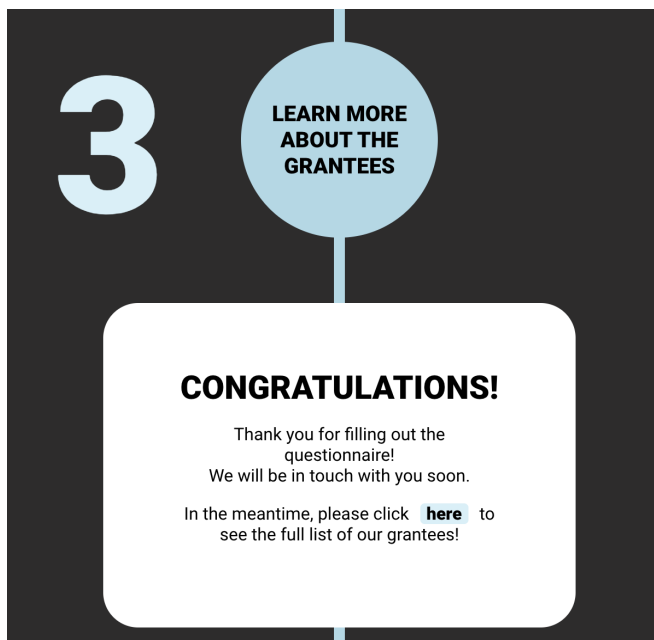 3
LEARN MORE
ABOUT THE
GRANTEES
CONGRATULATIONS!
Thank you for filling out the
questionnaire!
We will be in touch with you soon.
In the meantime, please click here to
see the full list of our grantees!